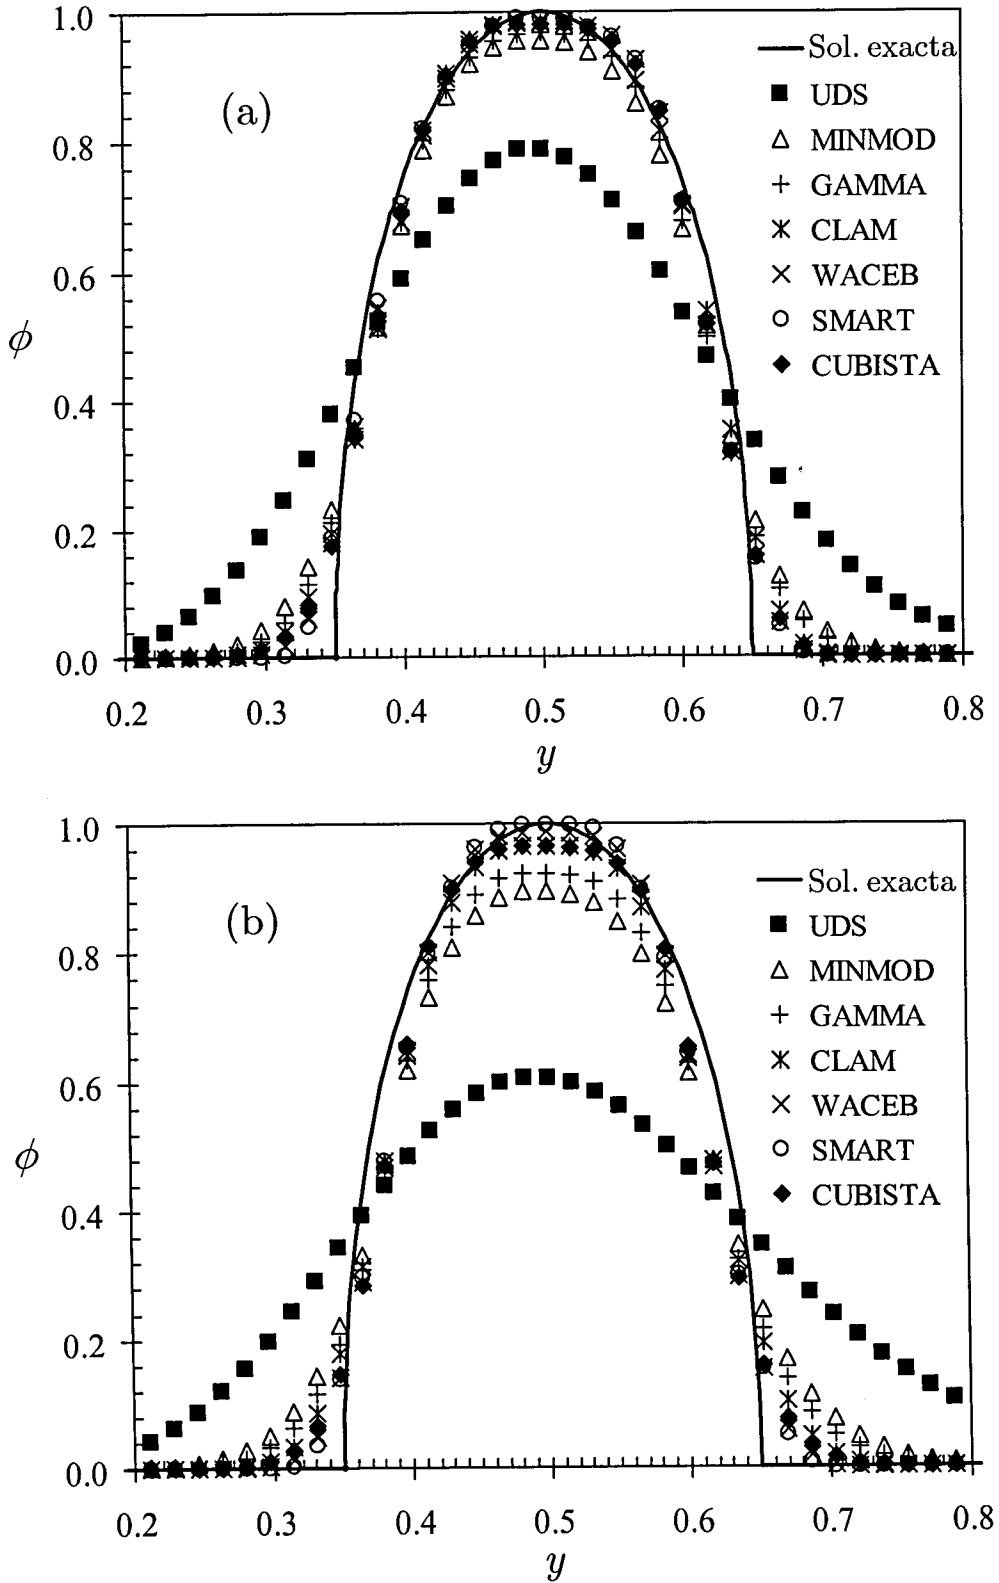 1.0
(a)
Sol. exacta
UDS
0.8
MINMOD
GAMMA
CLAM
0.6
WACEB
ϕ
SMART
CUBISTA
0.4
0.2
0.0
0.2 0.3 0.4 0.5 0.6 0.7 0.8
y
1.0
(b)
Sol. exacta
UDS
0.8
MINMOD
GAMMA
CLAM
0.6
WACEB
ϕ
SMART
CUBISTA
0.4
0.2
0.0
0.2 0.3 0.4 0.5 0.6 0.7 0.8
y